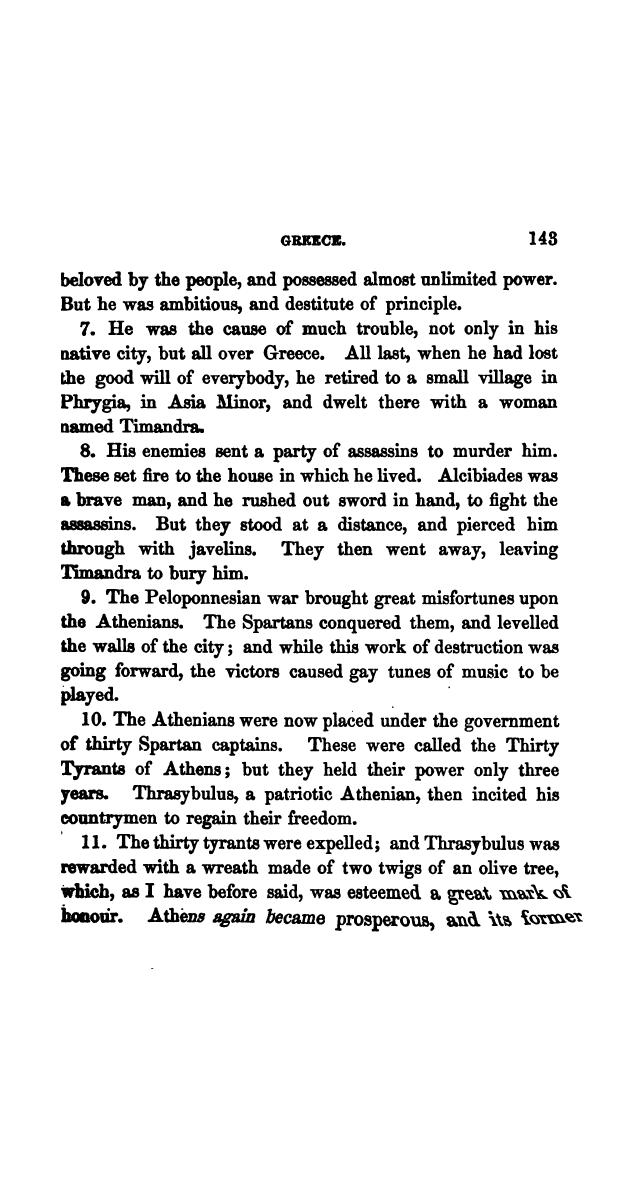 GREECE. 143
beloved by the people, and possessed almost unlimited power.
But he was ambitious, and destitute of principle.
7. He was the cause of much trouble, not only in his
native city, but all over Greece. All last, when he had lost
the good will of everybody, he retired to a small village in
Phrygia, in Asia Minor, and dwelt there with a woman
named Timandra.
8. His enemies sent a party of assassins to murder him.
These set fire to the house in which he lived. Alcibiades was
a brave man, and he rushed out sword in hand, to fight the
assassins. But they stood at a distance, and pierced him
through with javelins. They then went away, leaving
Timandra to bury him.
9. The Peloponnesian war brought great misfortunes upon
the Athenians. The Spartans conquered them, and levelled
the walls of the city; and while this work of destruction was
going forward, the victors caused gay tunes of music to be
played.
10. The Athenians were now placed under the government
of thirty Spartan captains. These were called the Thirty
Tyrants of Athens; but they held their power only three
years. Thrasybulus, a patriotic Athenian, then incited his
countrymen to regain their freedom.
11. The thirty tyrants were expelled; and Thrasybulus was
rewarded with a wreath made of two twigs of an olive tree,
which, as I have before said, was esteemed a great mark of
honour. Athens again became prosperous, and its former